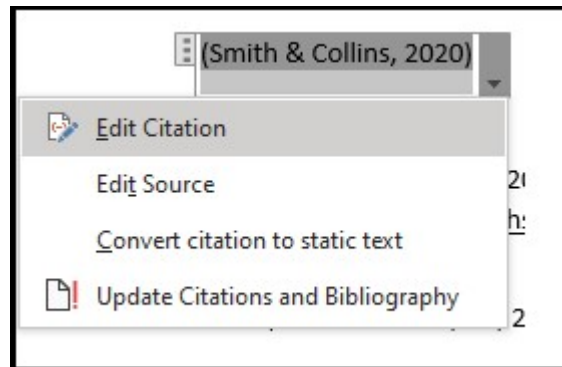 (Smith & Collins, 2020)
Edit Citation
Edit Source
Convert citation to static text
Update Citations and Bibliography